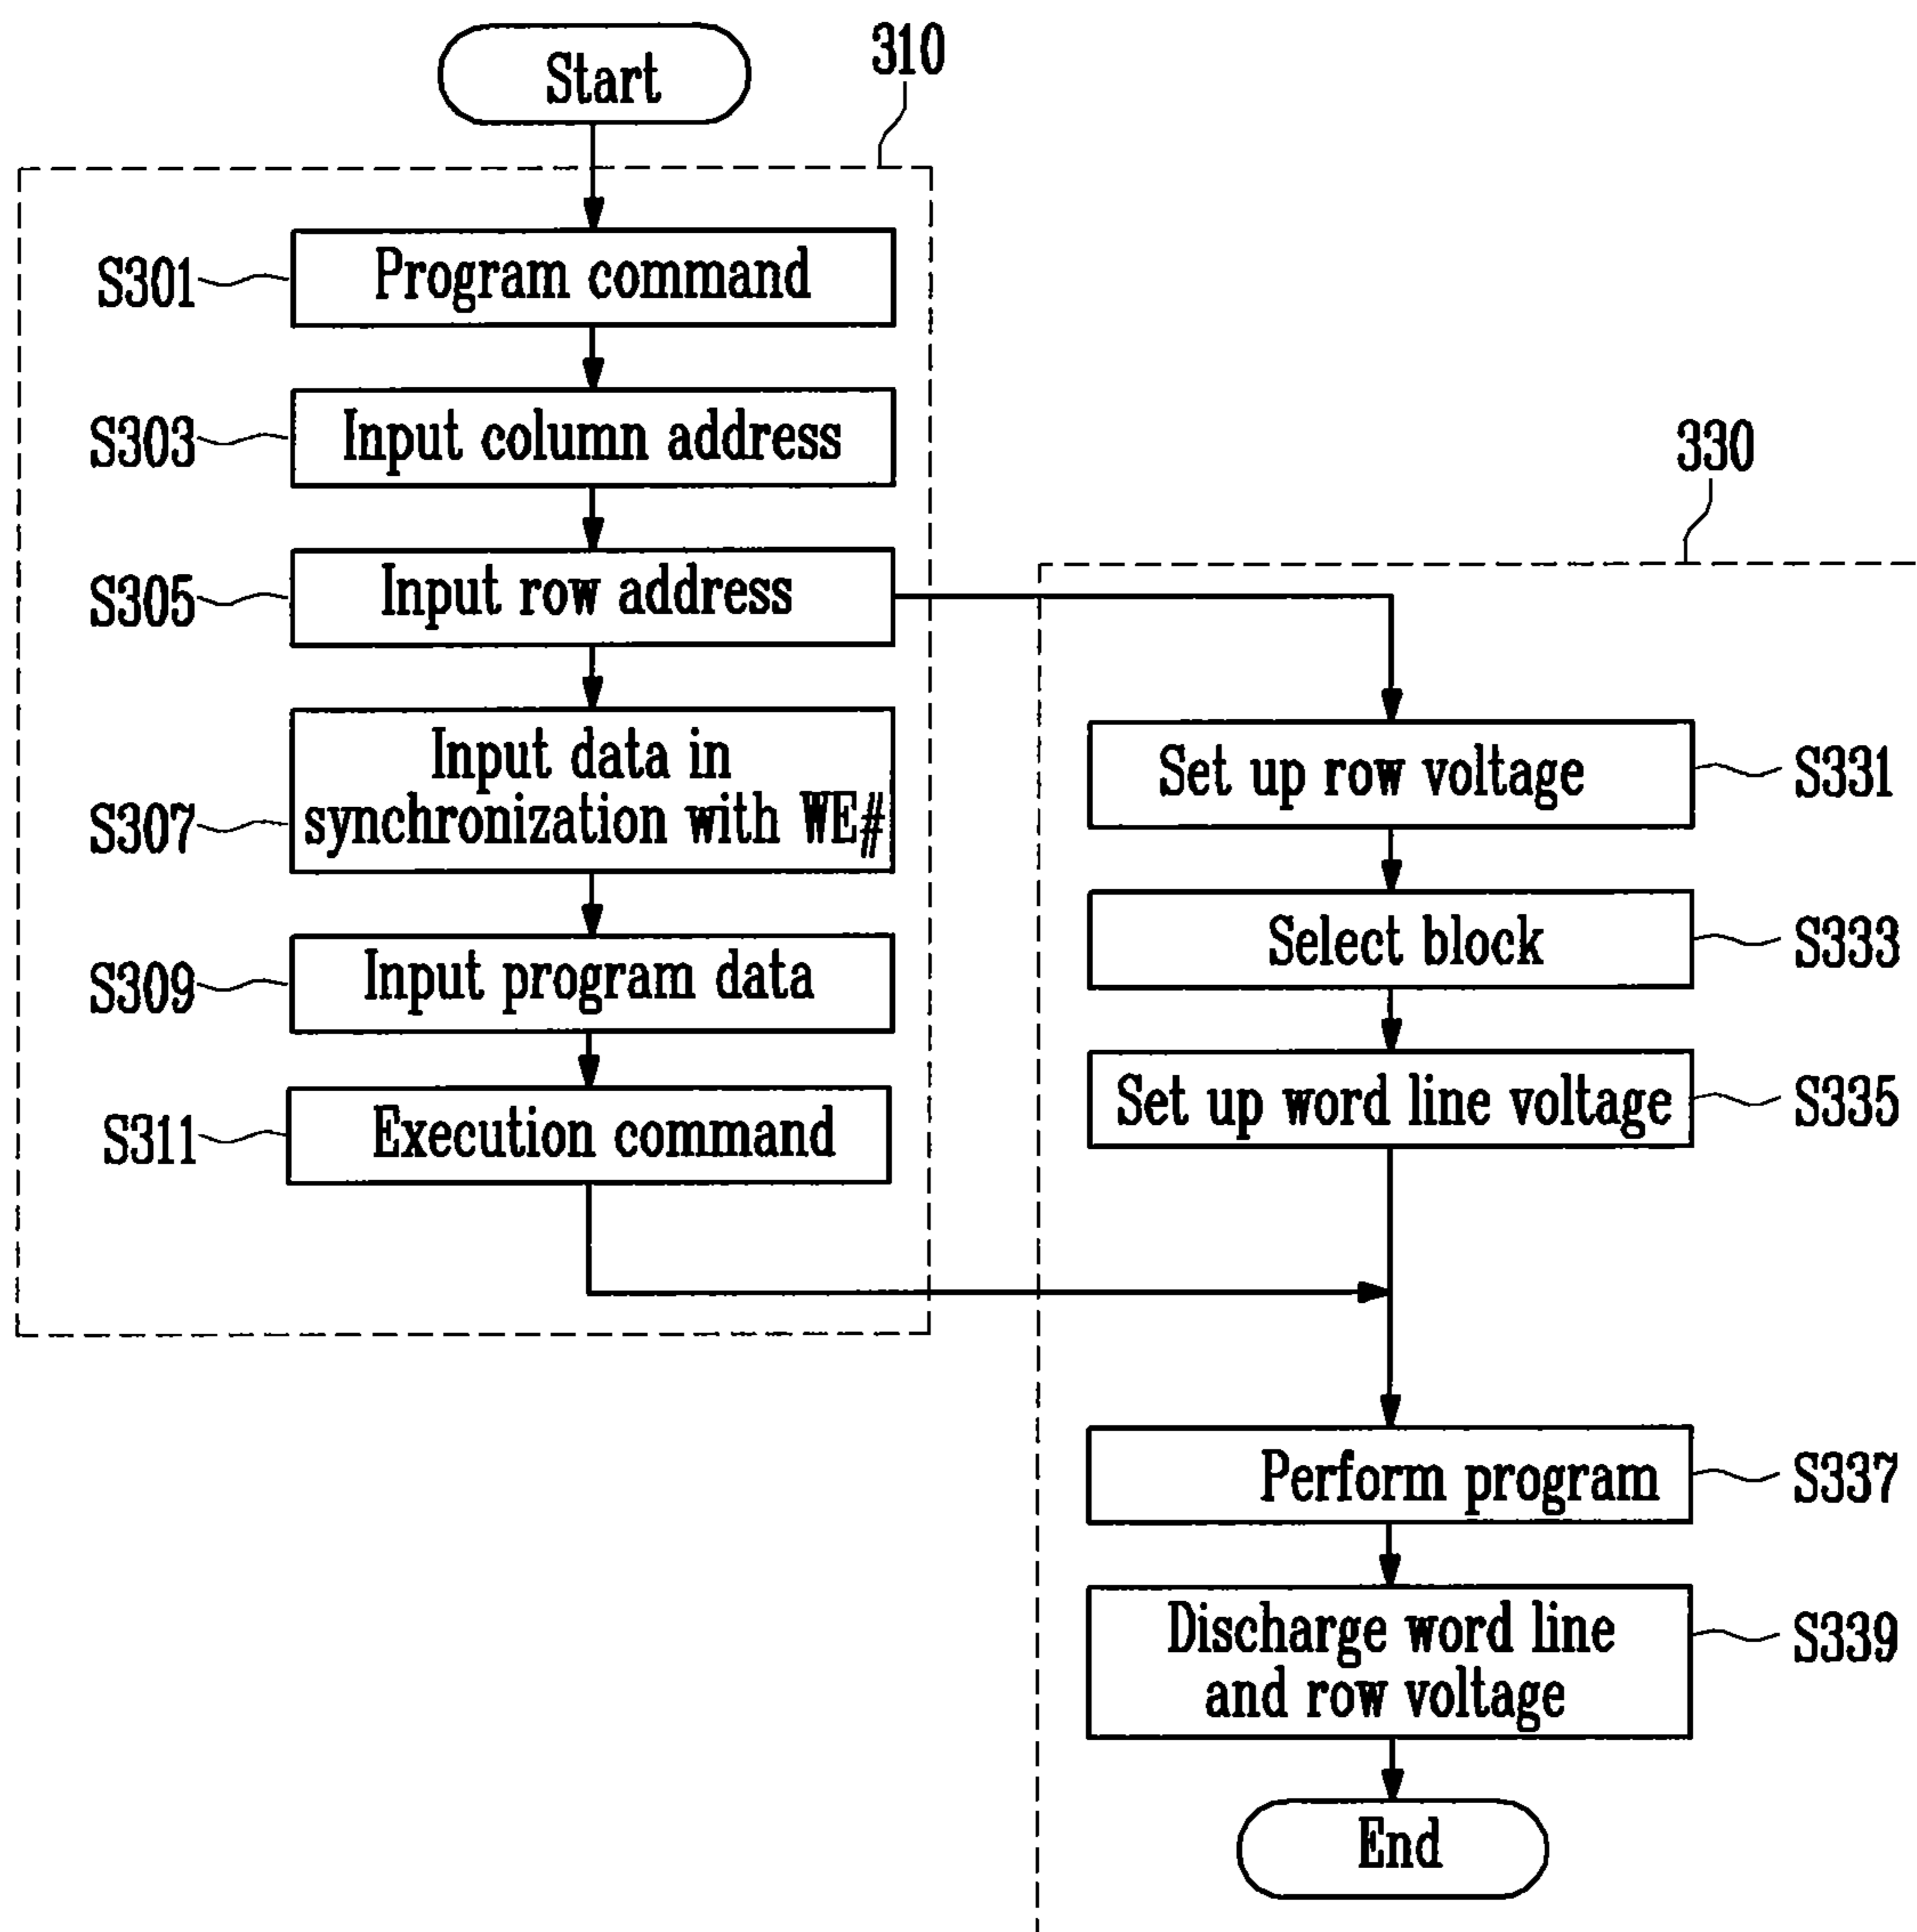 Start
310
S301
Program command
S303
Input column address
S305
Input row address
S307
Input data in
synchronization with WE#
S309
Input program data
S311
Execution command
330
Set up row voltage
S331
Select block
S333
Set up word line voltage
S335
Perform program
S337
Discharge word line
and row voltage
S339
End